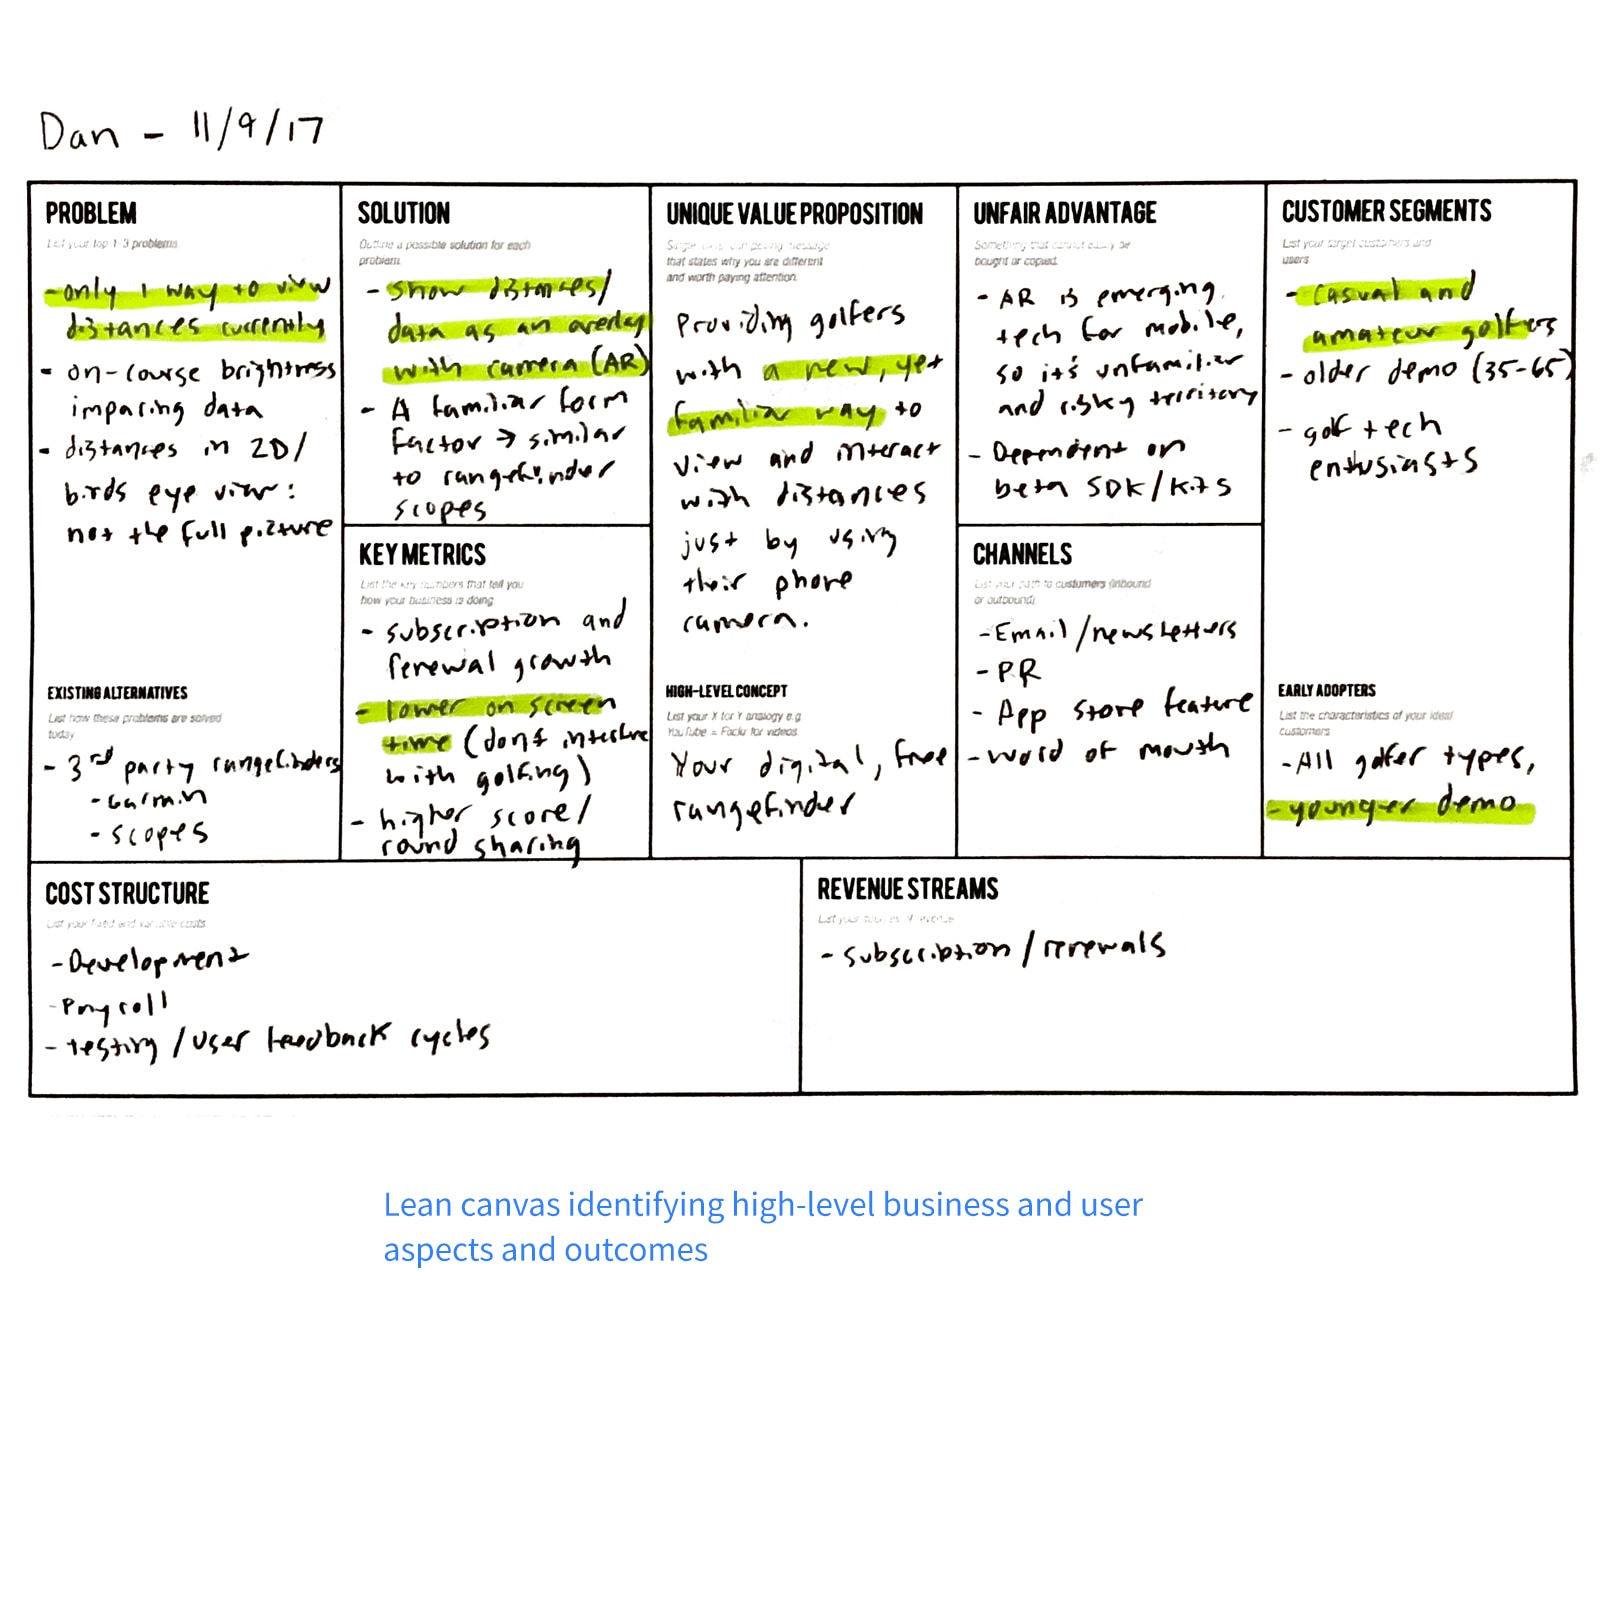 Dan - 11/9/17
PROBLEM
List your top 1-3 problems.
-only 1 way to view
distances currently
- on-course brightness
impacing data
- distances in 2D/
birds eye view:
not the full picture
EXISTING ALTERNATIVES
List how these problems are solved
today
- 3rd party rangefinders
- Garmin
- scopes
SOLUTION
Outline a possible solution for each
problem.
- show distances/
data as an overlay
with camera (AR)
- A familiar form
factor → similar
to rangefinder
scopes
KEY METRICS
List the key numbers that tell you
how your business is doing
- subscription and
renewal growth
- lower on screen
time (don't interfere
with golfing)
- higher score/
round sharing
UNIQUE VALUE PROPOSITION
Single, clear, compelling message
that states why you are different
and worth paying attention.
Providing golfers
with a new, yet
familiar way to
view and interact
with distances
just by using
their phone
camera.
HIGH-LEVEL CONCEPT
List your X for Y analogy e.g.
YouTube = for videos.
Your digital, free
rangefinder
UNFAIR ADVANTAGE
Something that cannot easily be
bought or copied.
- AR is emerging
tech for mobile,
so it's unfamiliar
and risky territory
- Dependent on
beta SDK/kits
CHANNELS
List your path to customers (inbound
or outbound)
-Email/newsletters
-PR
- App store feature
-word of mouth
CUSTOMER SEGMENTS
List your target customers and
users
- casual and
amateur golfers
- older demo (35-65)
- golf tech
enthusiasts
EARLY ADOPTERS
List the characteristics of your ideal
customers
-All golfer types,
-younger demo
COST STRUCTURE
List your fixed and variable costs
-Development
-Payroll
- testing/user feedback cycles
REVENUE STREAMS
List your sources of revenue
- subscription/renewals
Lean canvas identifying high-level business and user
aspects and outcomes